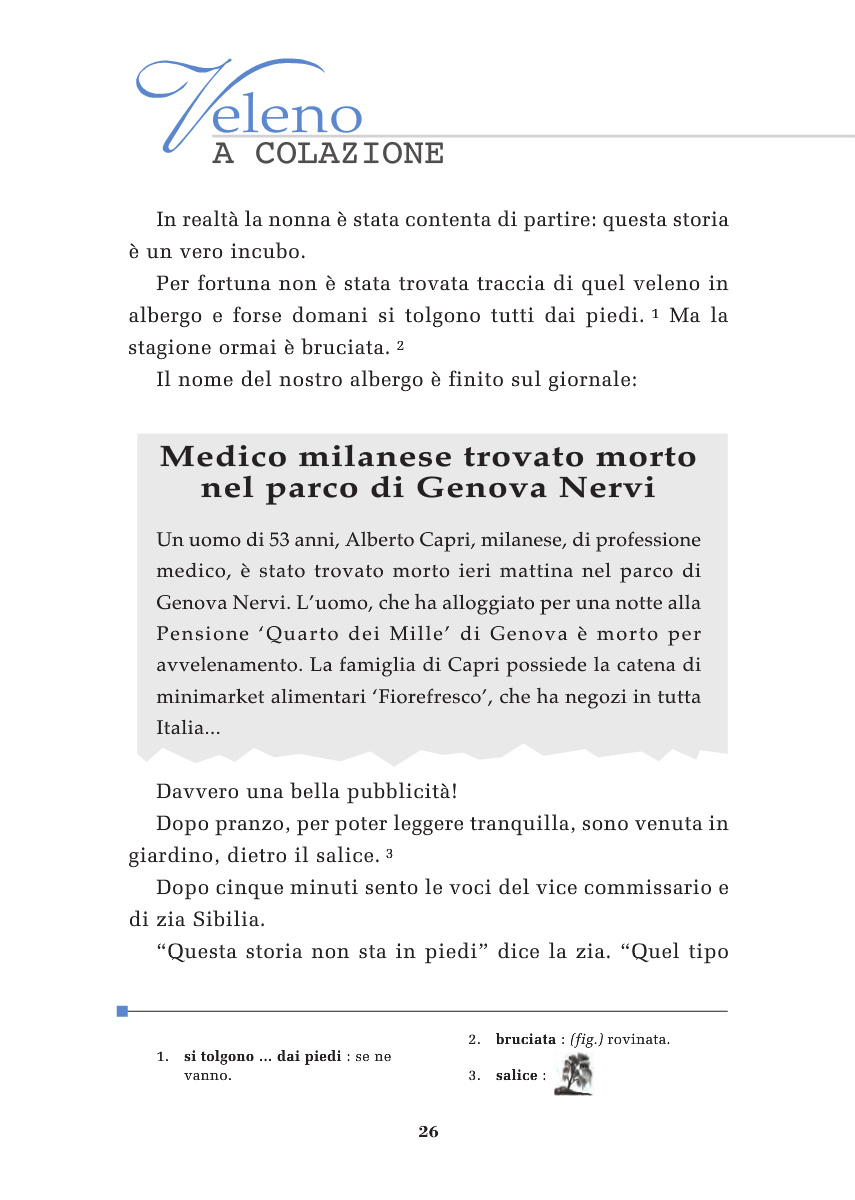 Veleno
A COLAZIONE
In realtà la nonna è stata contenta di partire: questa storia
è un vero incubo.
Per fortuna non è stata trovata traccia di quel veleno in
albergo e forse domani si tolgono tutti dai piedi. 1 Ma la
stagione ormai è bruciata. 2
Il nome del nostro albergo è finito sul giornale:
Medico milanese trovato morto
nel parco di Genova Nervi
Un uomo di 53 anni, Alberto Capri, milanese, di professione
medico, è stato trovato morto ieri mattina nel parco di
Genova Nervi. L’uomo, che ha alloggiato per una notte alla
Pensione ‘Quarto dei Mille’ di Genova è morto per
avvelenamento. La famiglia di Capri possiede la catena di
minimarket alimentari ‘Fiorefresco’, che ha negozi in tutta
Italia...
Davvero una bella pubblicità!
Dopo pranzo, per poter leggere tranquilla, sono venuta in
giardino, dietro il salice. 3
Dopo cinque minuti sento le voci del vice commissario e
di zia Sibilia.
“Questa storia non sta in piedi” dice la zia. “Quel tipo
1. si tolgono ... dai piedi : se ne
vanno.
2. bruciata : (fig.) rovinata.
3. salice :
26